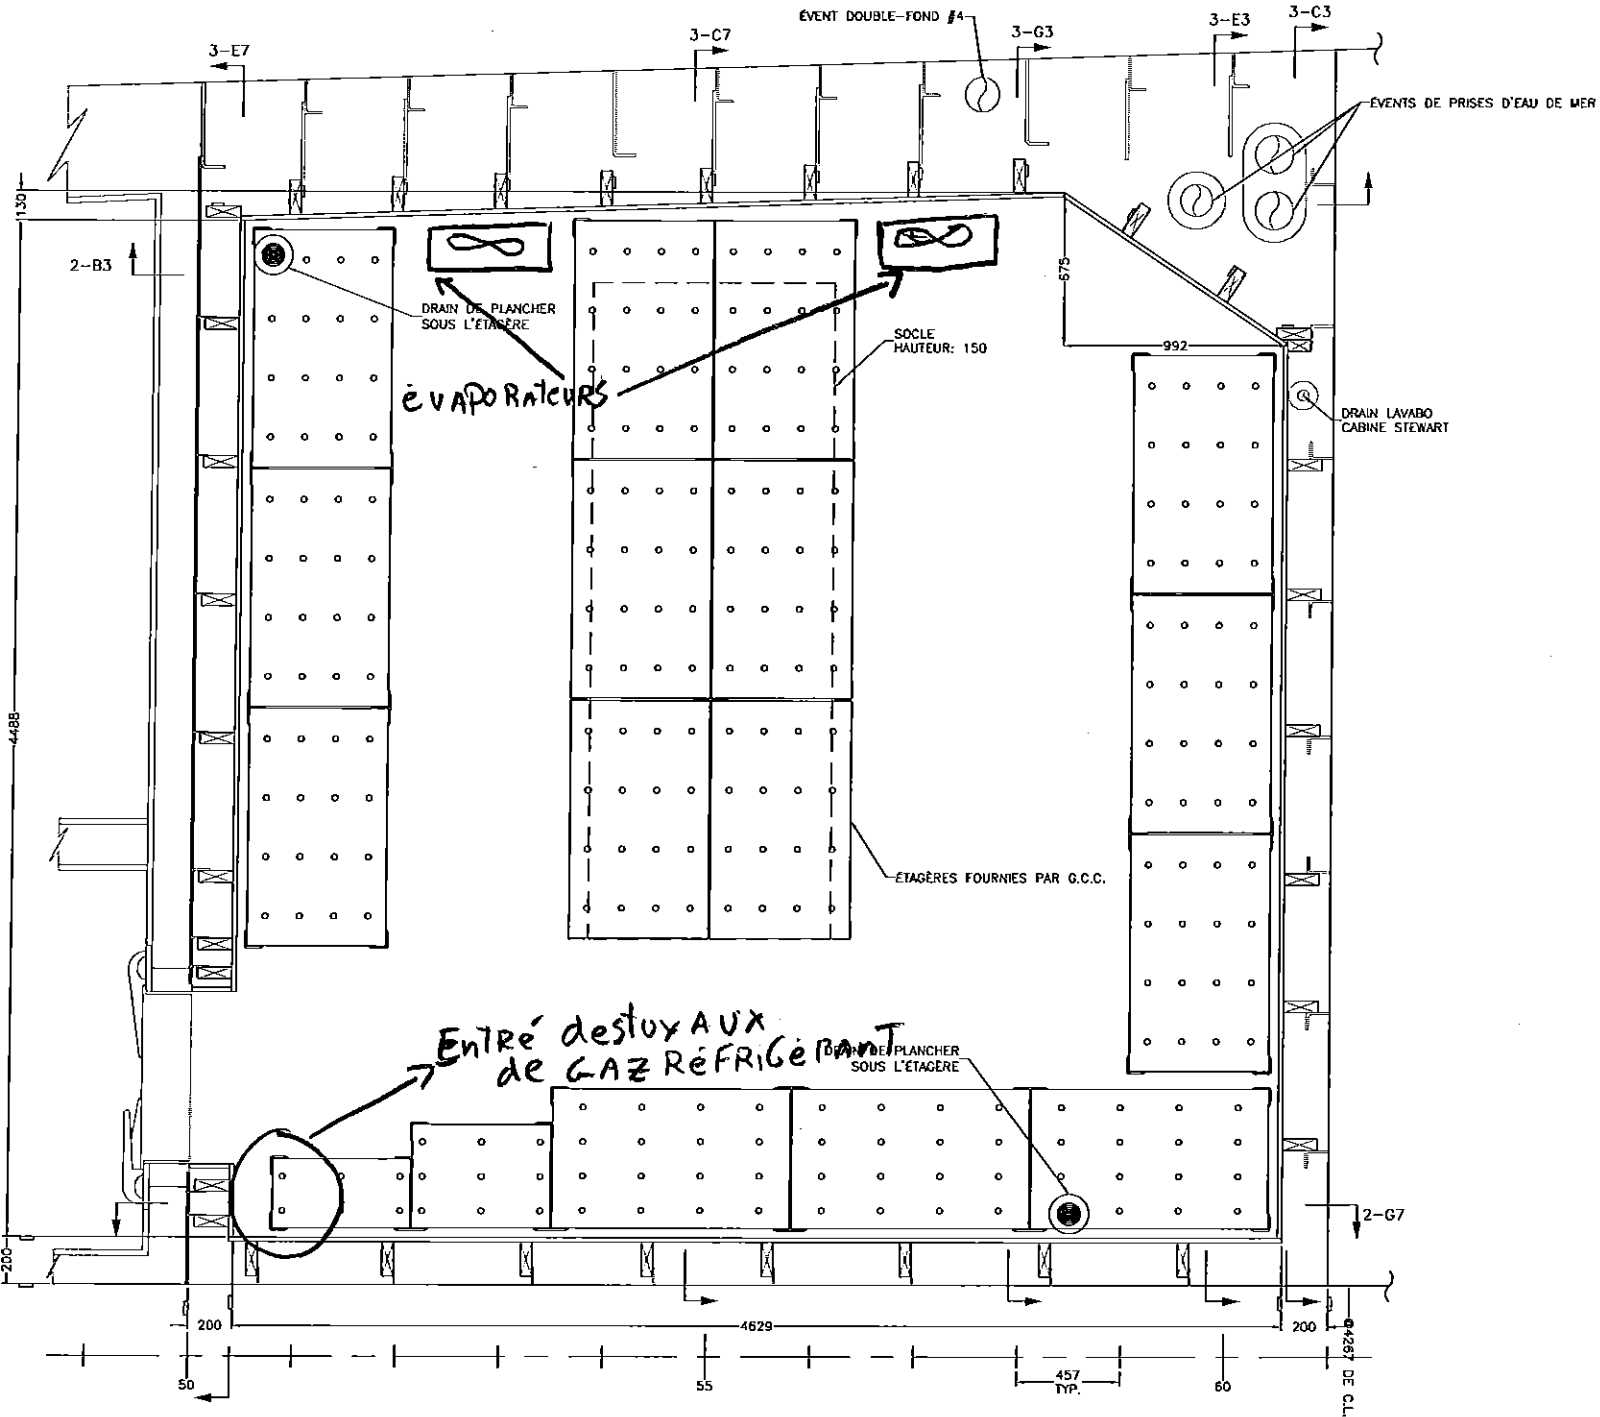 ÉVENT DOUBLE-FOND #4
3-E7
3-C7
3-G3
3-E3
3-C3
ÉVENTS DE PRISES D'EAU DE MER
130
2-B3
DRAIN DE PLANCHER
SOUS L'ÉTAGÈRE
675
SOCLE
HAUTEUR: 150
992
évAPORATEURS
DRAIN LAVABO
CABINE STEWART
4488
ÉTAGÈRES FOURNIES PAR G.C.C.
EnTRé destuyAUX
de GAZ RéFRiGéRANT
DRAIN DE PLANCHER
SOUS L'ÉTAGÈRE
2-G7
200
200
4629
200
04267 DE C.L.
50
55
457
TYP.
60